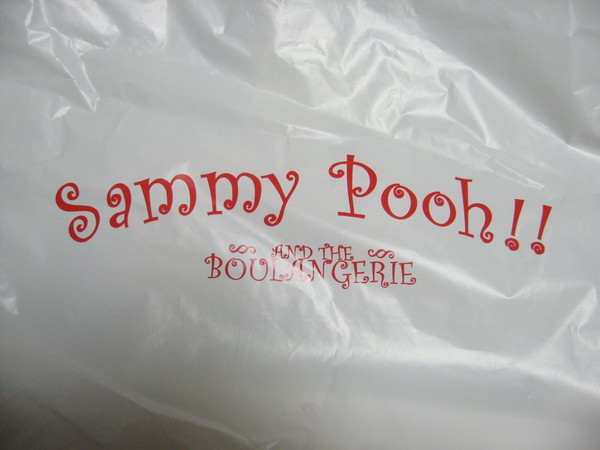 Sammy Pooh!!
AND THE
BOULANGERIE